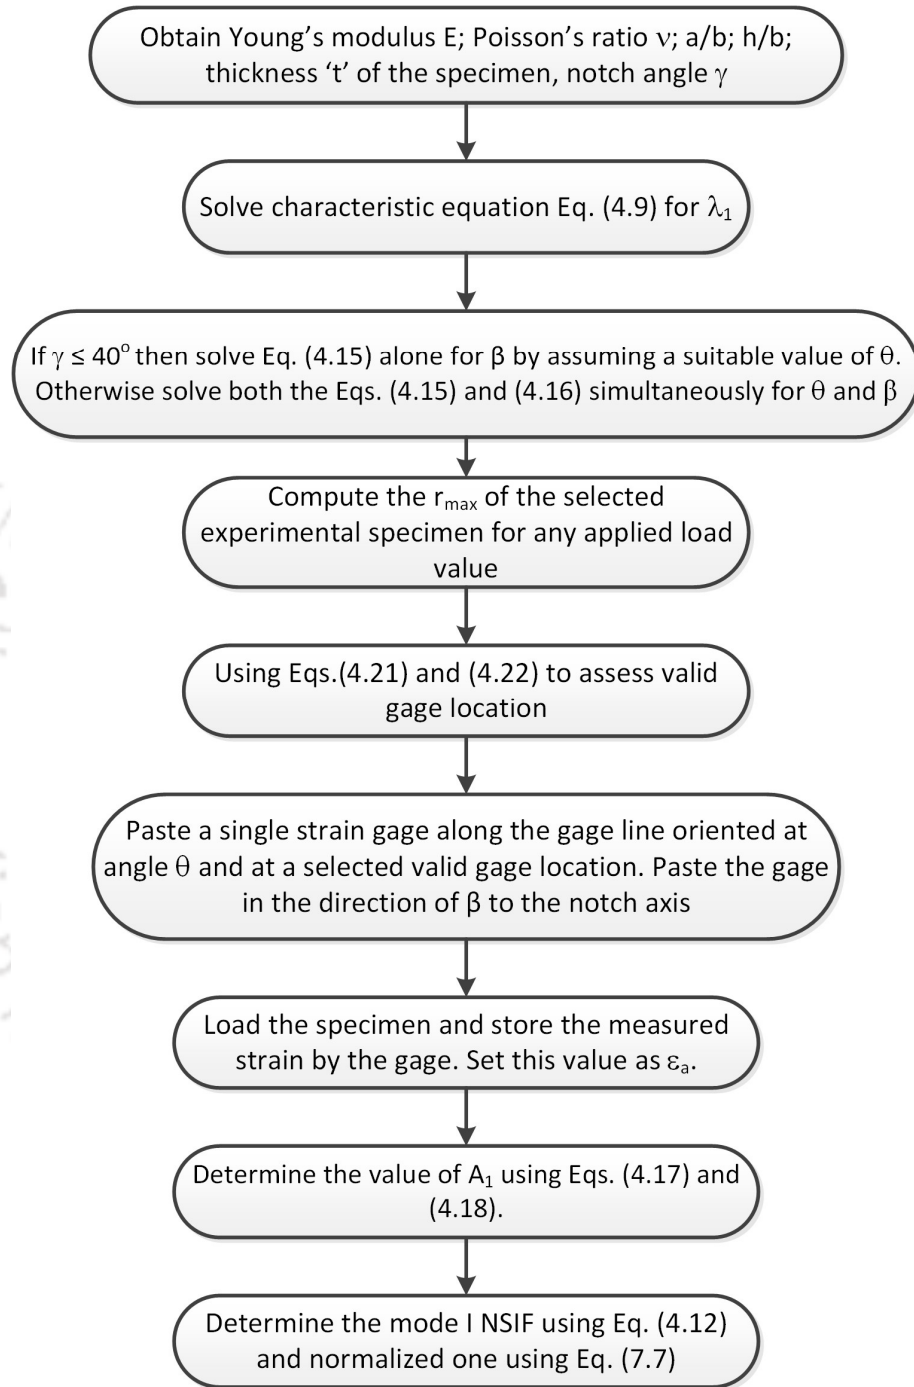 Obtain Young’s modulus E; Poisson’s ratio ν; a/b; h/b;
thickness ‘t’ of the specimen, notch angle γ
Solve characteristic equation Eq. (4.9) for λ₁
If γ ≤ 40° then solve Eq. (4.15) alone for β by assuming a suitable value of θ.
Otherwise solve both the Eqs. (4.15) and (4.16) simultaneously for θ and β
Compute the rₘₐₓ of the selected
experimental specimen for any applied load
value
Using Eqs.(4.21) and (4.22) to assess valid
gage location
Paste a single strain gage along the gage line oriented at
angle θ and at a selected valid gage location. Paste the gage
in the direction of β to the notch axis
Load the specimen and store the measured
strain by the gage. Set this value as εₐ.
Determine the value of A₁ using Eqs. (4.17) and
(4.18).
Determine the mode I NSIF using Eq. (4.12)
and normalized one using Eq. (7.7)